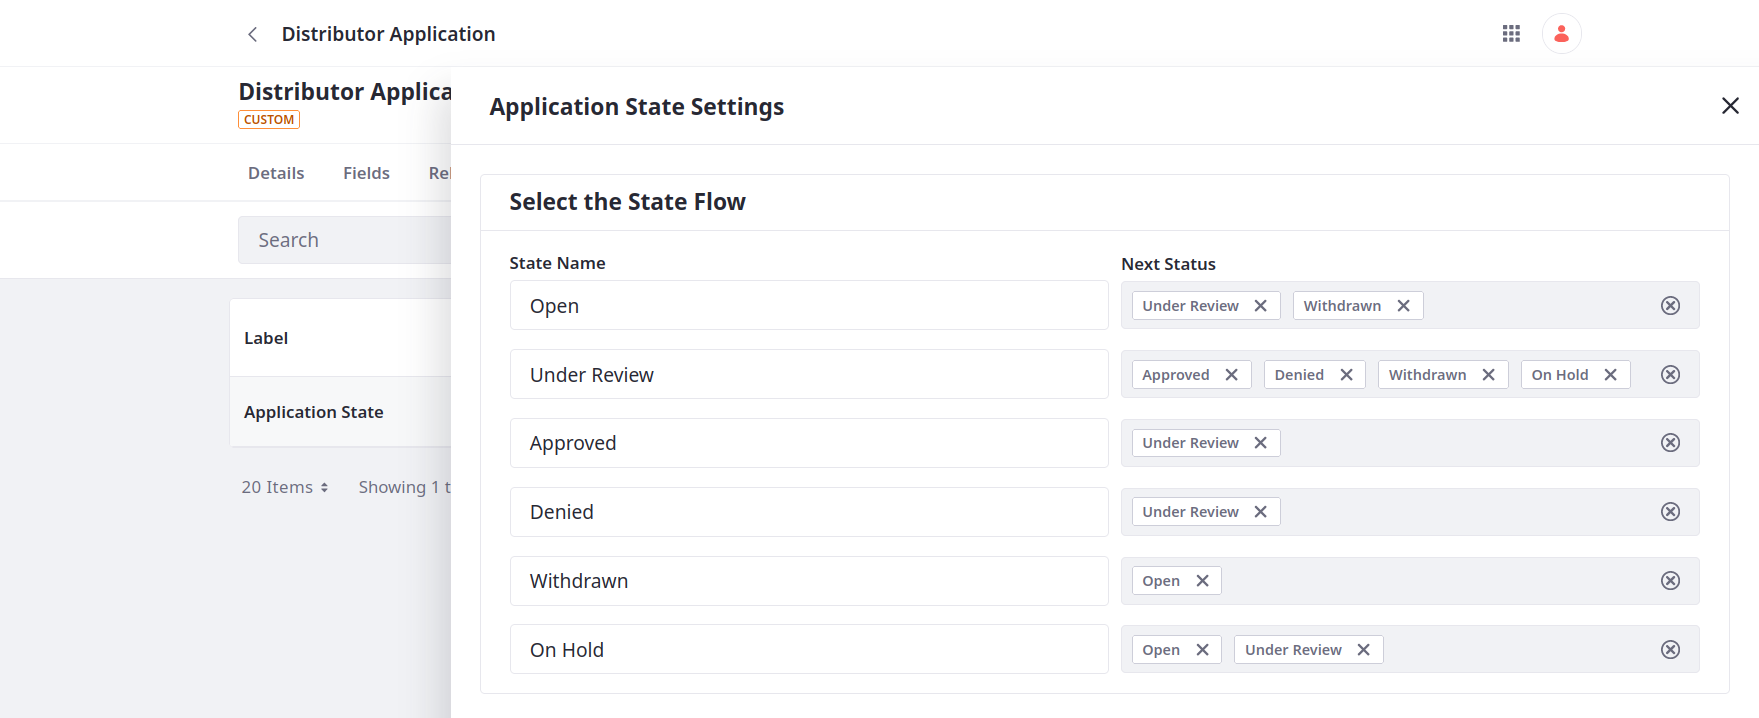 Distributor Application
Distributor Applica
CUSTOM
Details Fields Rel
Search
Label
Application State
20 Items Showing 1 t
Application State Settings
Select the State Flow
State Name Next Status
Open Under Review Withdrawn
Under Review Approved Denied Withdrawn On Hold
Approved Under Review
Denied Under Review
Withdrawn Open
On Hold Open Under Review